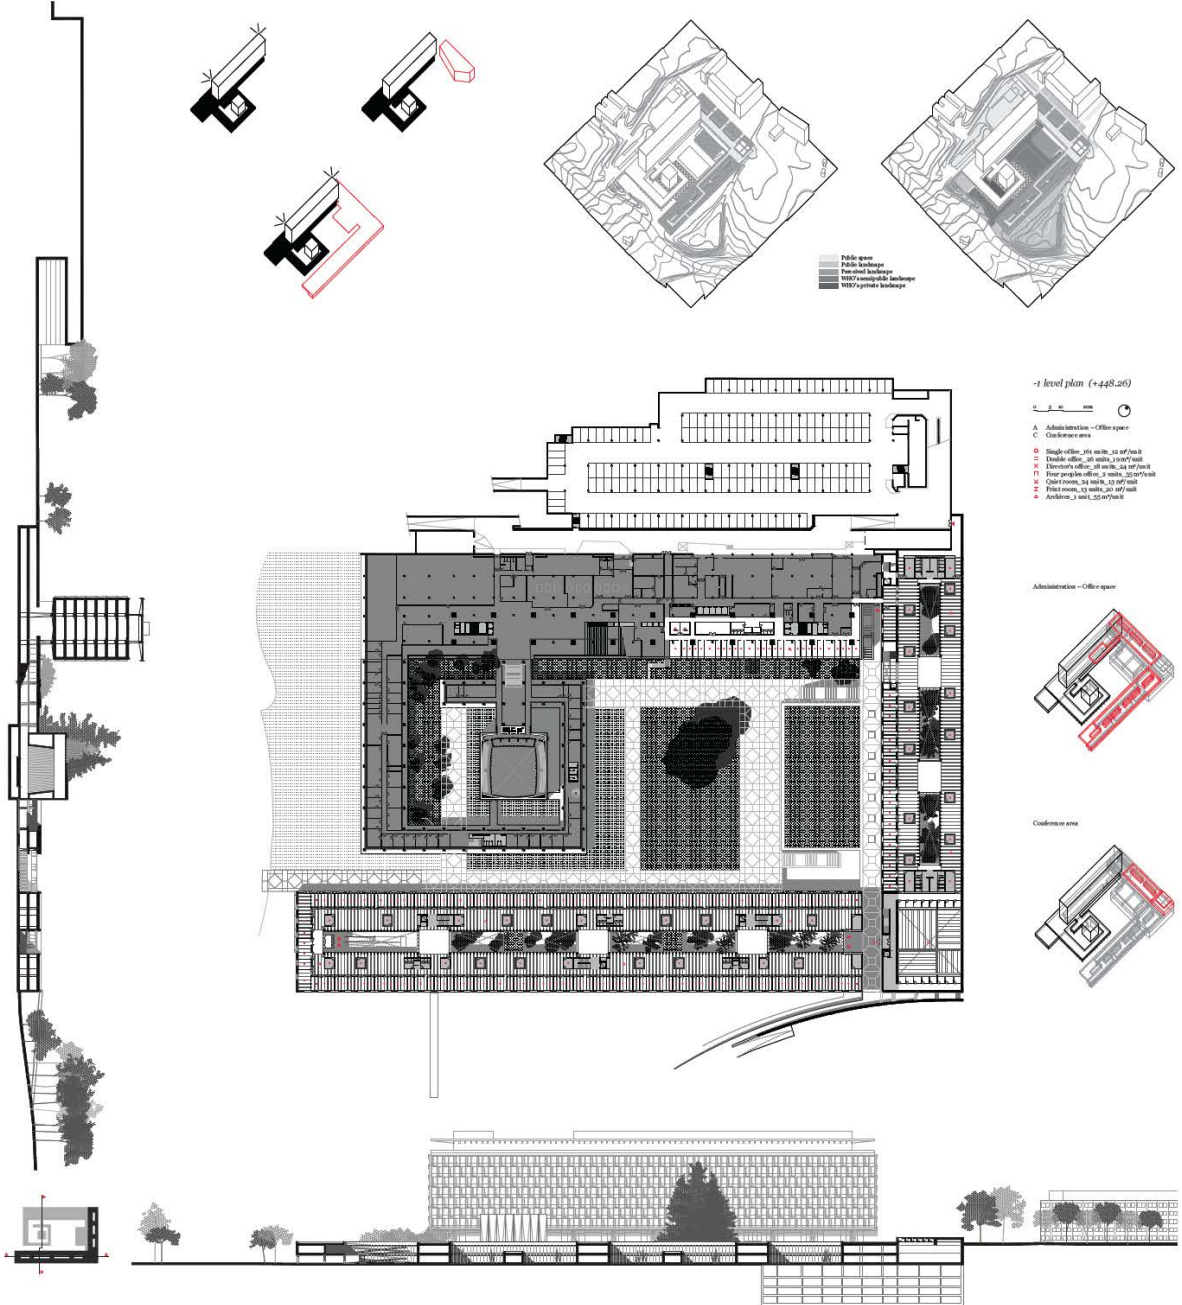 Public space
Public landscape
Perceived landscape
WHO's semipublic landscape
WHO's private landscape
-1 level plan (+448.26)
A Administration – Office space
C Conference area
Single office_161 units_12 m²/unit
Double office_26 units_19 m²/unit
Director's office_18 units_24 m²/unit
Four peoples office_2 units_35 m²/unit
Quiet room_24 units_13 m²/unit
Print room_13 units_20 m²/unit
Archives_1 unit_55 m²/unit
Administration – Office space
Conference area